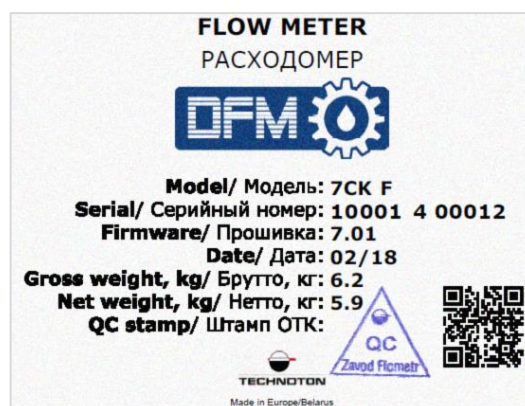 FLOW METER
РАСХОДОМЕР
DFM
Model/ Модель: 7CK F
Serial/ Серийный номер: 10001 4 00012
Firmware/ Прошивка: 7.01
Date/ Дата: 02/18
Gross weight, kg/ Брутто, кг: 6.2
Net weight, kg/ Нетто, кг: 5.9
QC stamp/ Штамп ОТК:
QC
Zavod Flometr
TECHNOTON
Made in Europe/Belarus